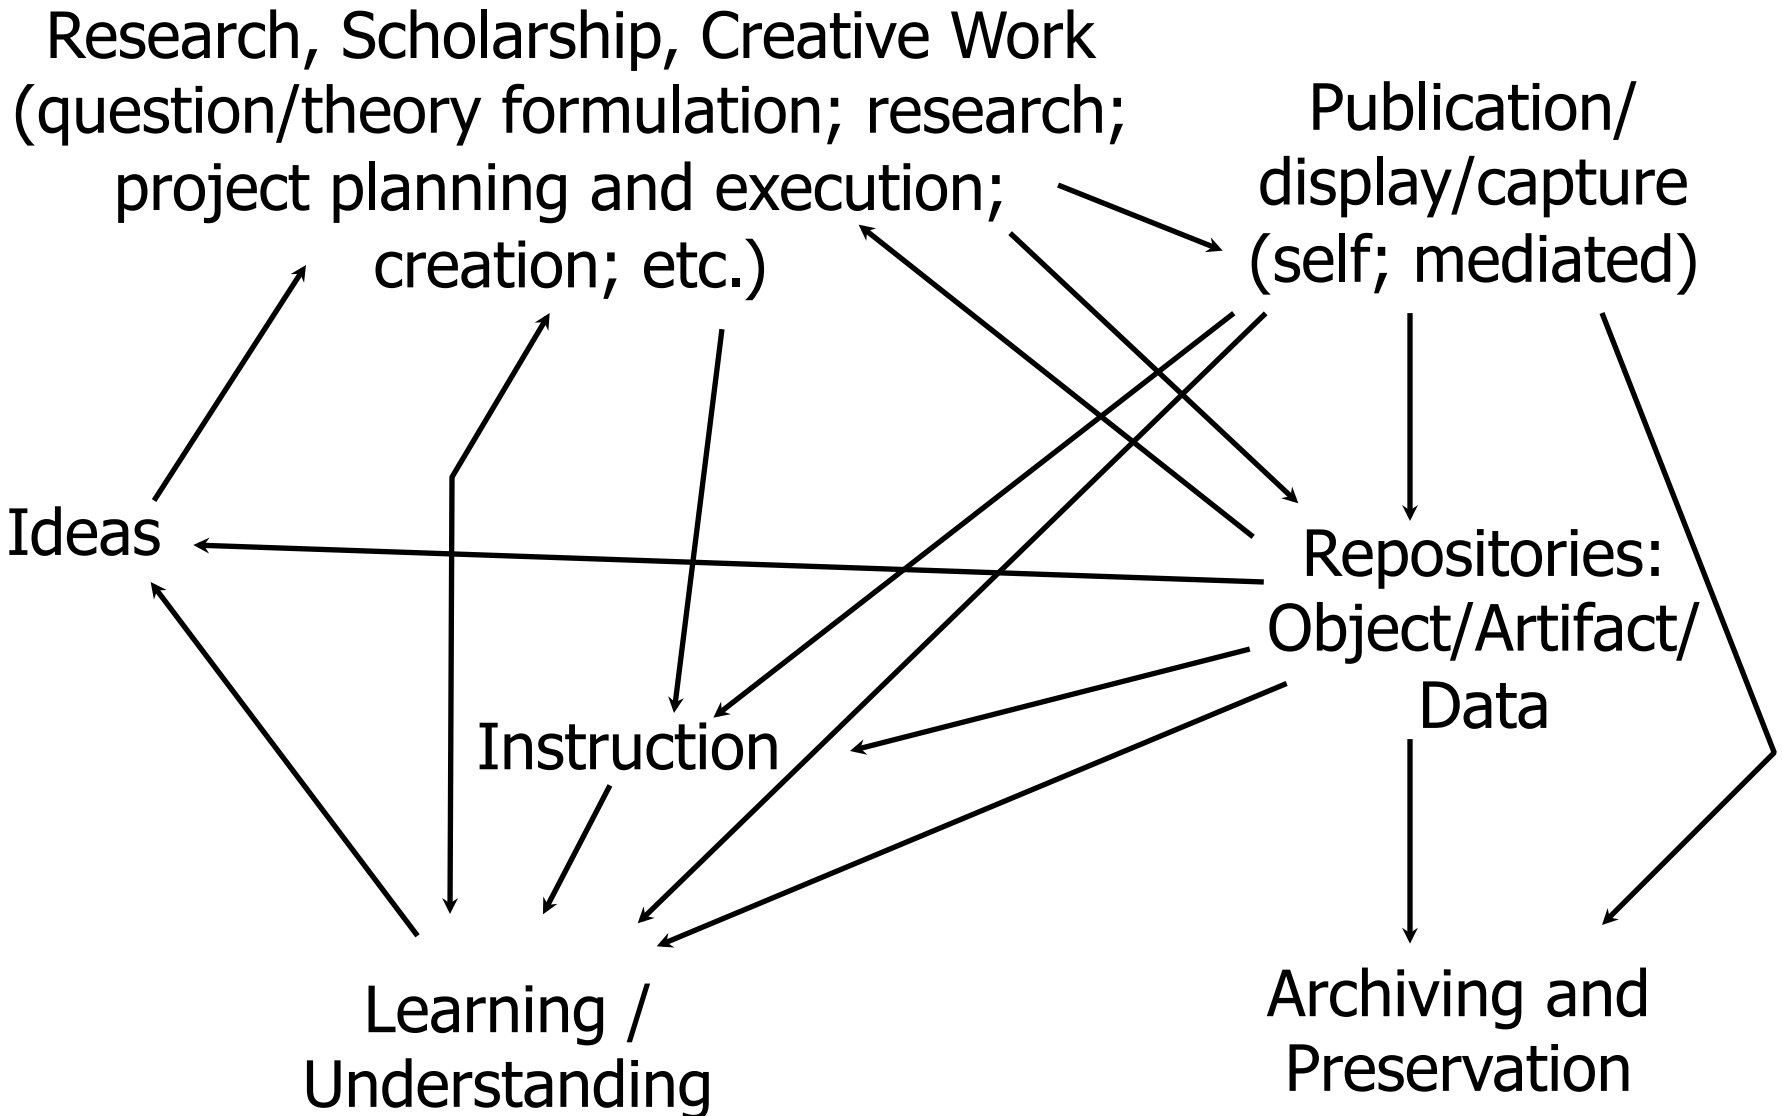 Research, Scholarship, Creative Work
(question/theory formulation; research;
project planning and execution;
creation; etc.)
Publication/
display/capture
(self; mediated)
Ideas
Repositories:
Object/Artifact/
Data
Instruction
Learning /
Understanding
Archiving and
Preservation